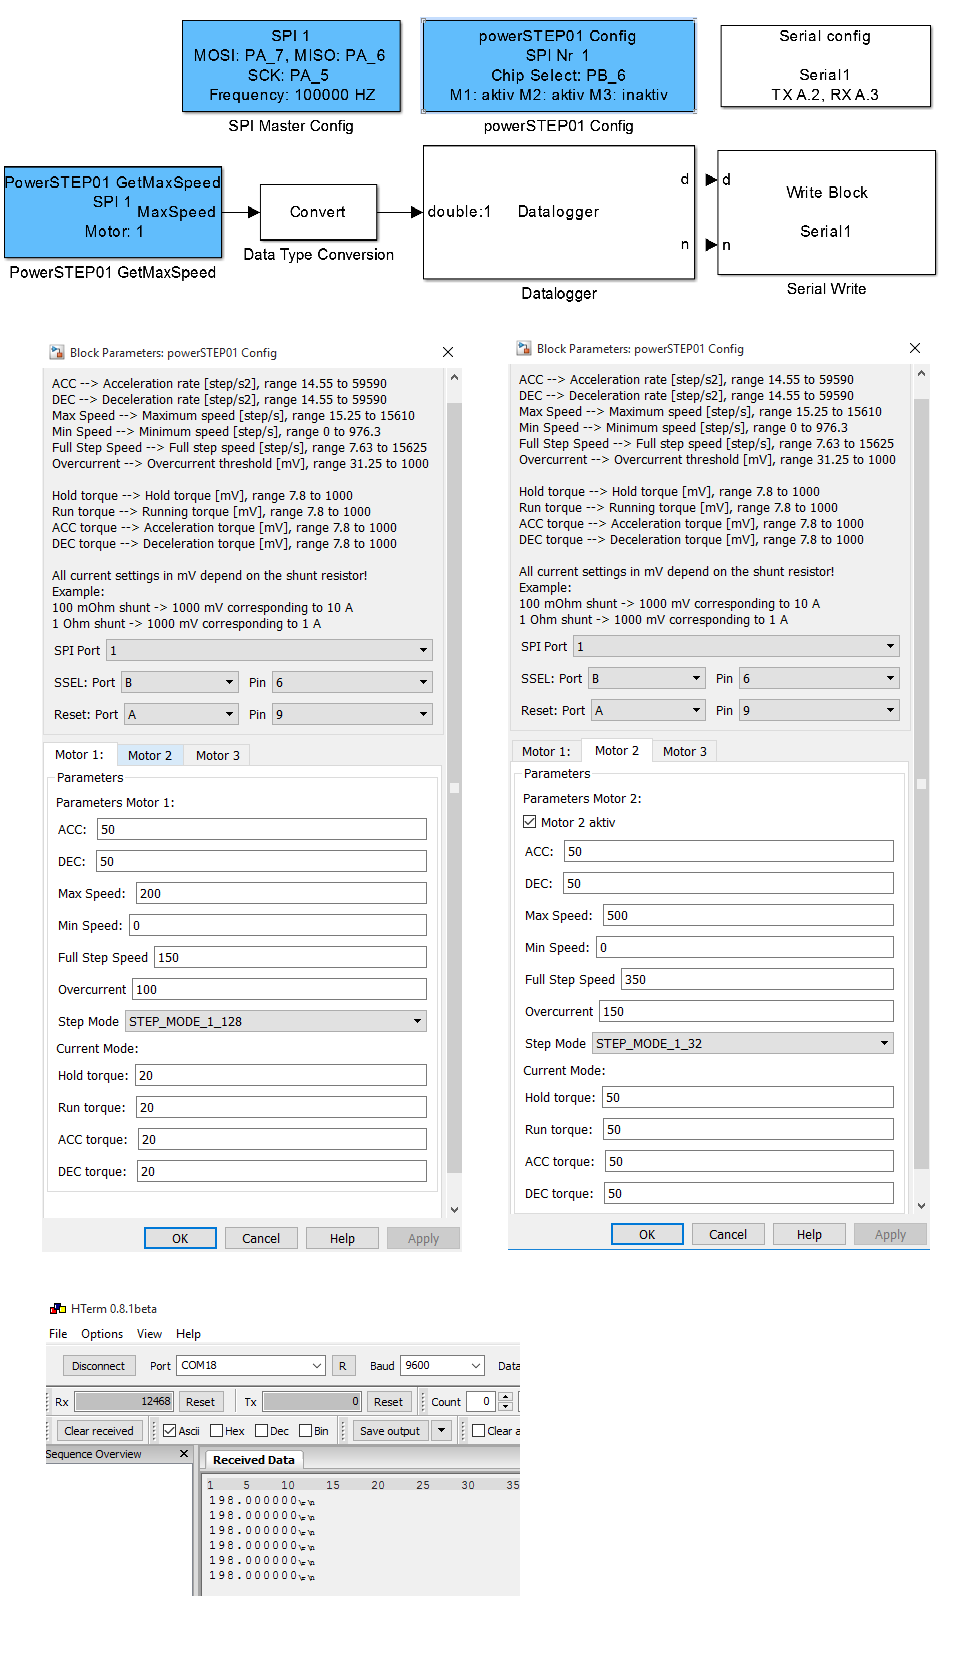 SPI 1
MOSI: PA_7, MISO: PA_6
SCK: PA_5
Frequency: 100000 HZ
SPI Master Config
powerSTEP01 Config
SPI Nr 1
Chip Select: PB_6
M1: aktiv M2: aktiv M3: inaktiv
powerSTEP01 Config
Serial config
Serial1
TX A.2, RX A.3
PowerSTEP01 GetMaxSpeed
SPI 1
MaxSpeed
Motor: 1
PowerSTEP01 GetMaxSpeed
Convert
Data Type Conversion
double:1
Datalogger
d
n
Datalogger
d
Write Block
Serial1
n
Serial Write
Block Parameters: powerSTEP01 Config
ACC --> Acceleration rate [step/s2], range 14.55 to 59590
DEC --> Deceleration rate [step/s2], range 14.55 to 59590
Max Speed --> Maximum speed [step/s], range 15.25 to 15610
Min Speed --> Minimum speed [step/s], range 0 to 976.3
Full Step Speed --> Full step speed [step/s], range 7.63 to 15625
Overcurrent --> Overcurrent threshold [mV], range 31.25 to 1000
Hold torque --> Hold torque [mV], range 7.8 to 1000
Run torque --> Running torque [mV], range 7.8 to 1000
ACC torque --> Acceleration torque [mV], range 7.8 to 1000
DEC torque --> Deceleration torque [mV], range 7.8 to 1000
All current settings in mV depend on the shunt resistor!
Example:
100 mOhm shunt -> 1000 mV corresponding to 10 A
1 Ohm shunt -> 1000 mV corresponding to 1 A
SPI Port 1
SSEL: Port B Pin 6
Reset: Port A Pin 9
Motor 1: Motor 2 Motor 3
Parameters
Parameters Motor 1:
ACC: 50
DEC: 50
Max Speed: 200
Min Speed: 0
Full Step Speed 150
Overcurrent 100
Step Mode STEP_MODE_1_128
Current Mode:
Hold torque: 20
Run torque: 20
ACC torque: 20
DEC torque: 20
OK Cancel Help Apply
Block Parameters: powerSTEP01 Config
ACC --> Acceleration rate [step/s2], range 14.55 to 59590
DEC --> Deceleration rate [step/s2], range 14.55 to 59590
Max Speed --> Maximum speed [step/s], range 15.25 to 15610
Min Speed --> Minimum speed [step/s], range 0 to 976.3
Full Step Speed --> Full step speed [step/s], range 7.63 to 15625
Overcurrent --> Overcurrent threshold [mV], range 31.25 to 1000
Hold torque --> Hold torque [mV], range 7.8 to 1000
Run torque --> Running torque [mV], range 7.8 to 1000
ACC torque --> Acceleration torque [mV], range 7.8 to 1000
DEC torque --> Deceleration torque [mV], range 7.8 to 1000
All current settings in mV depend on the shunt resistor!
Example:
100 mOhm shunt -> 1000 mV corresponding to 10 A
1 Ohm shunt -> 1000 mV corresponding to 1 A
SPI Port 1
SSEL: Port B Pin 6
Reset: Port A Pin 9
Motor 1: Motor 2 Motor 3
Parameters
Parameters Motor 2:
Motor 2 aktiv
ACC: 50
DEC: 50
Max Speed: 500
Min Speed: 0
Full Step Speed 350
Overcurrent 150
Step Mode STEP_MODE_1_32
Current Mode:
Hold torque: 50
Run torque: 50
ACC torque: 50
DEC torque: 50
OK Cancel Help Apply
HTerm 0.8.1beta
File Options View Help
Disconnect Port COM18 R Baud 9600 Data
Rx 12468 Reset Tx 0 Reset Count 0
Clear received Ascii Hex Dec Bin Save output Clear a
Sequence Overview
Received Data
1 5 10 15 20 25 30 35
198.000000\r\n
198.000000\r\n
198.000000\r\n
198.000000\r\n
198.000000\r\n
198.000000\r\n